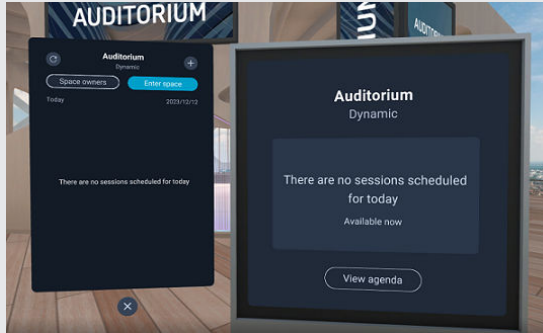 AUDITORIUM
Auditorium
Dynamic
Space owners
Enter space
Today
2023/12/12
There are no sessions scheduled for today
Auditorium
Dynamic
There are no sessions scheduled
for today
Available now
View agenda